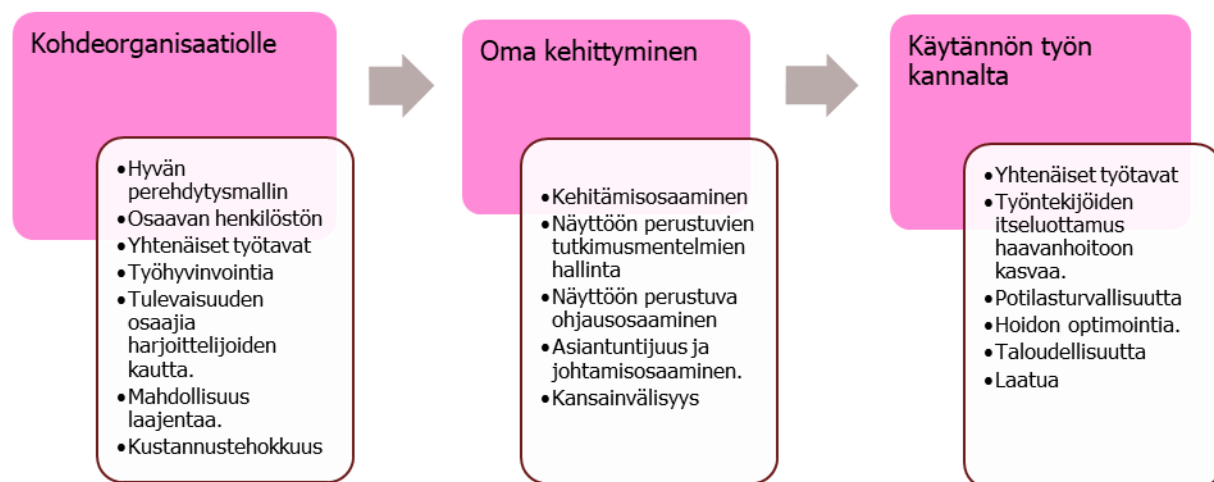 Kohdeorganisaatiolle
•Hyvän
perehdytysmallin
•Osaavan henkilöstön
•Yhtenäiset työtavat
•Työhyvinvointia
•Tulevaisuuden
osaajia
harjoittelijoiden
kautta.
•Mahdollisuus
laajentaa.
•Kustannustehokkuus
Oma kehittyminen
•Kehitämisosaaminen
•Näyttöön perustuvien
tutkimusmentelmien
hallinta
•Näyttöön perustuva
ohjausosaaminen
•Asiantuntijuus ja
johtamisosaaminen.
•Kansainvälisyys
Käytännön työn
kannalta
•Yhtenäiset työtavat
•Työntekijöiden
itseluottamus
haavanhoitoon
kasvaa.
•Potilasturvallisuutta
•Hoidon optimointia.
•Taloudellisuutta
•Laatua